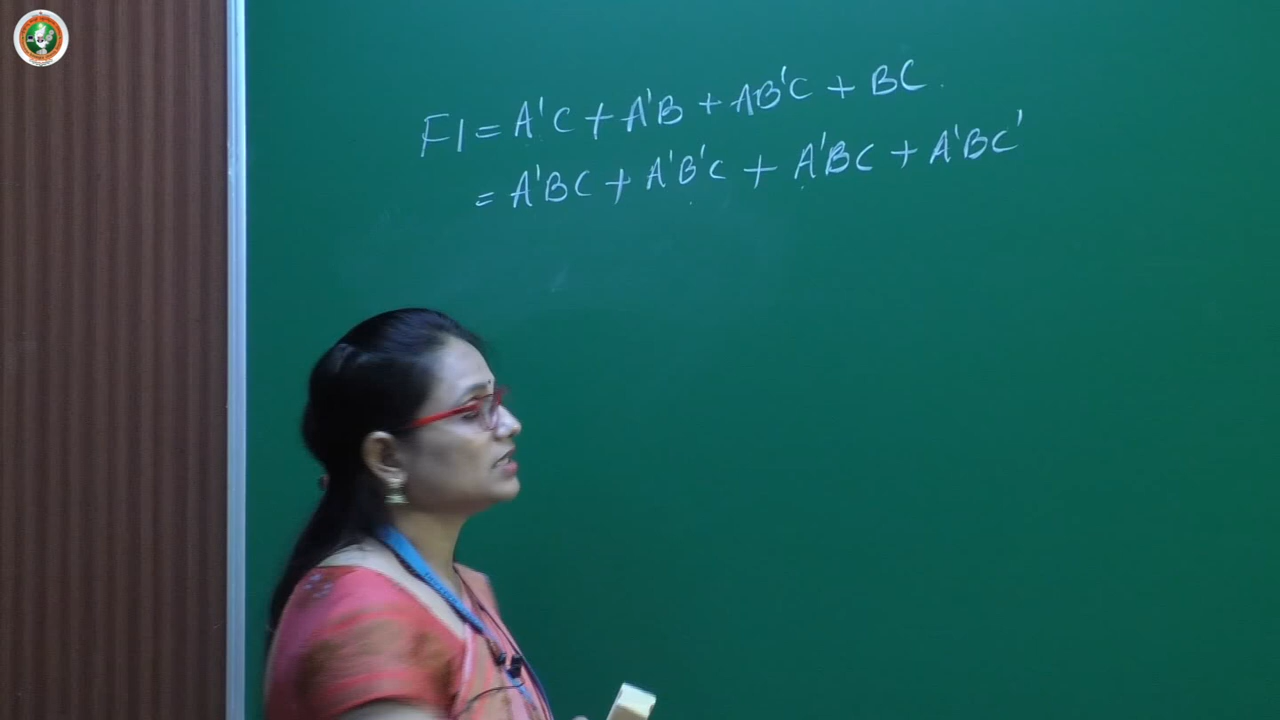 F1 = A'C + A'B + AB'C + BC.
= A'BC + A'B'C + A'BC + A'BC'